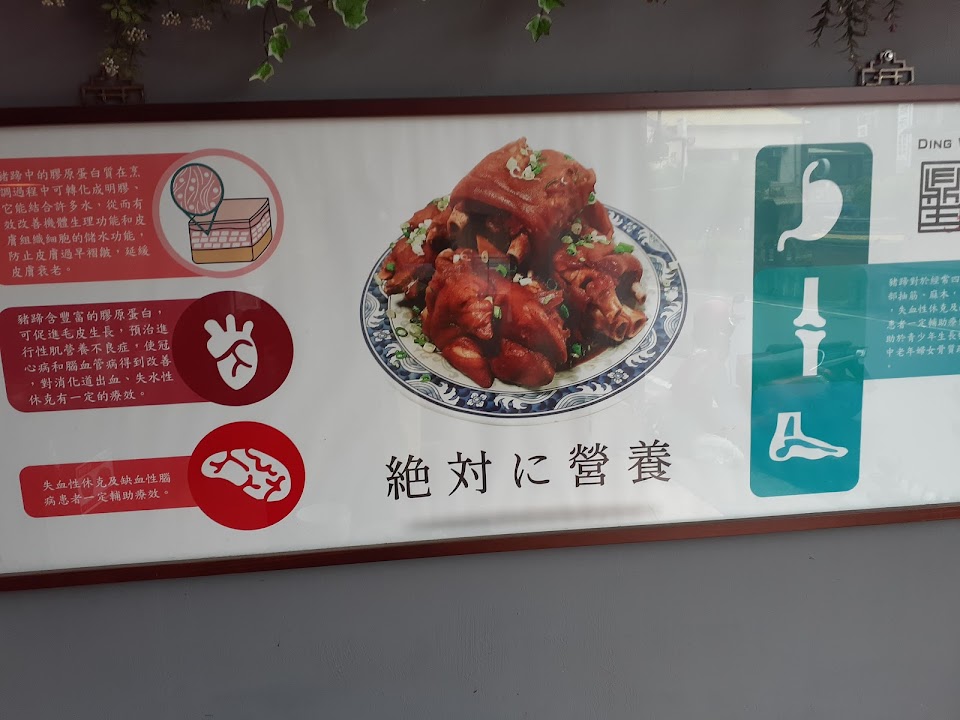 豬蹄中的膠原蛋白質在烹
調過程中可轉化成明膠、
它能結合許多水，從而有
效改善機體生理功能和皮
膚組織細胞的儲水功能，
防止皮膚過早褶皺，延緩
皮膚衰老。
豬蹄含豐富的膠原蛋白，
可促進毛皮生長，預治進
行性肌營養不良症，使冠
心病和腦血管病得到改善
，對消化道出血、失水性
休克有一定的療效。
失血性休克及缺血性腦
病患者一定輔助療效。
絶対に營養
DING
豬蹄對於經常四
部抽筋、麻木，
，失血性休克及
患者一定輔助療
助於青少年生長
中老年婦女骨質